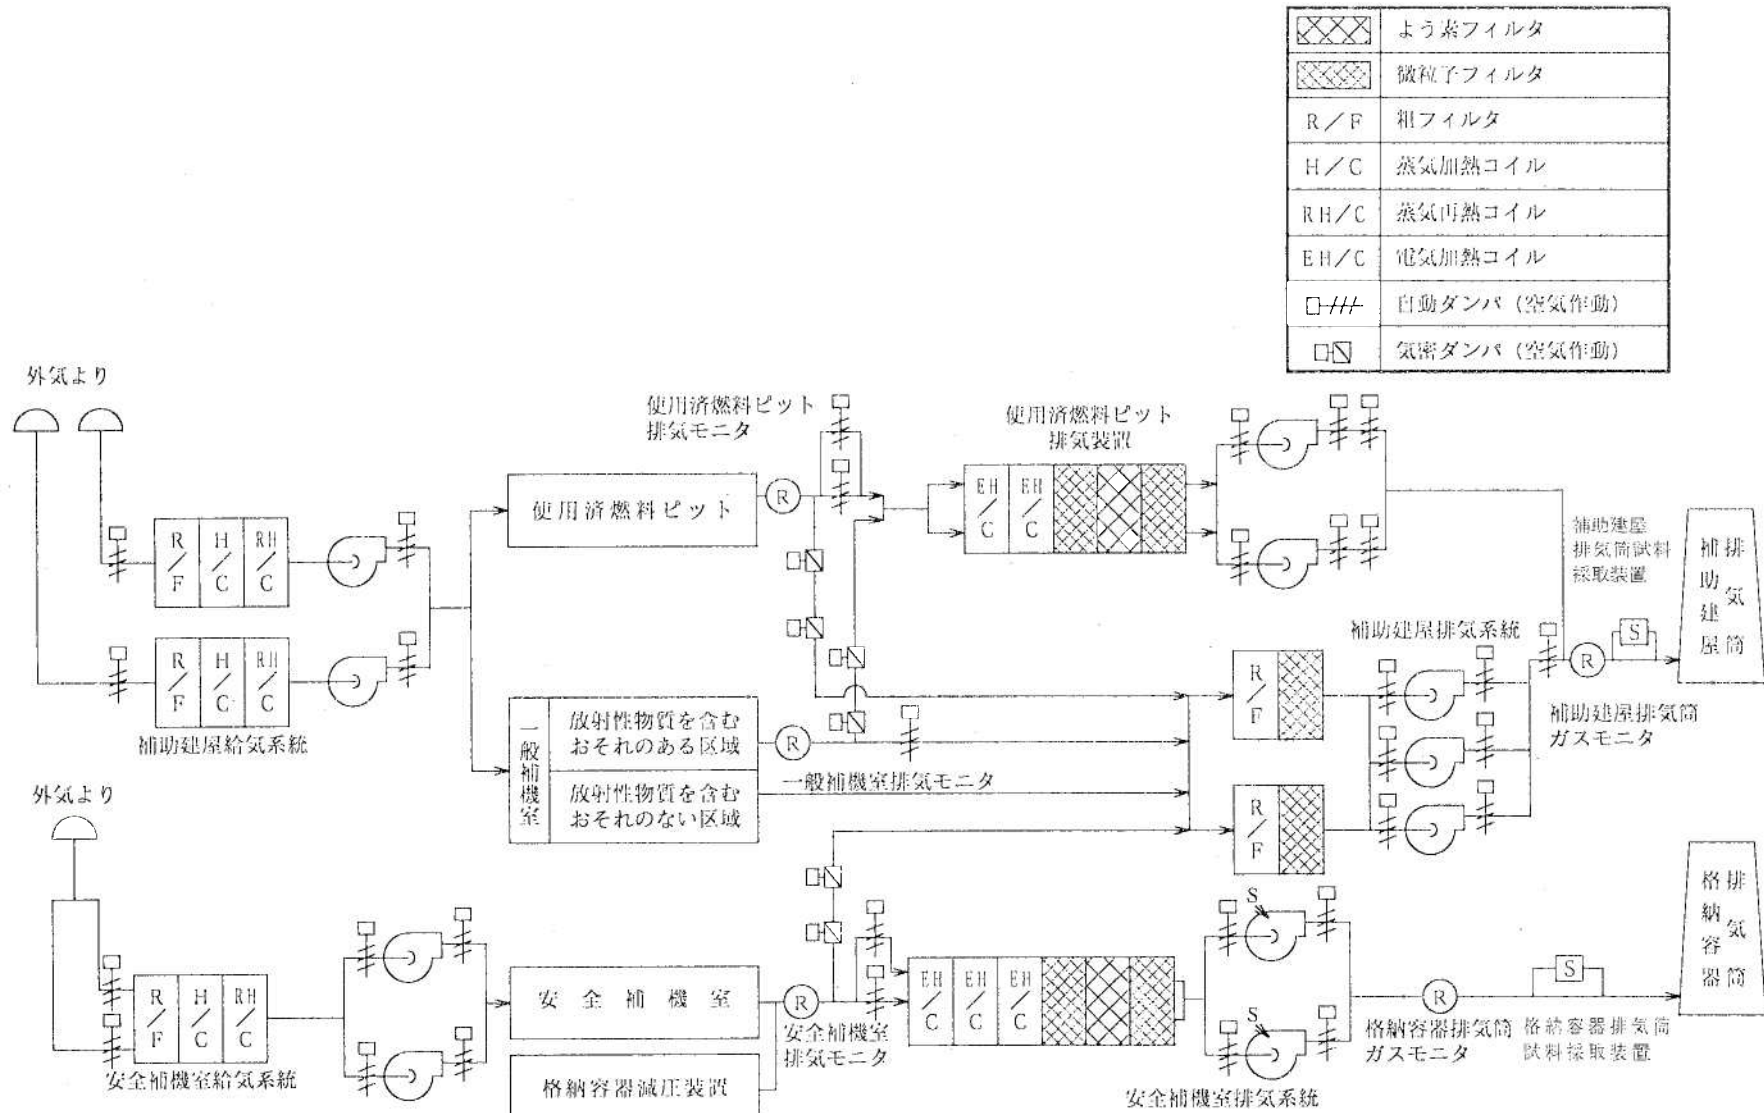 よう素フィルタ
微粒子フィルタ
R/F 粗フィルタ
H/C 蒸気加熱コイル
RH/C 蒸気再熱コイル
EH/C 電気加熱コイル
自動ダンパ（空気作動）
気密ダンパ（空気作動）
外気より
R/F H/C RH/C
R/F H/C RH/C
補助建屋給気系統
使用済燃料ピット
排気モニタ
使用済燃料ピット
R
使用済燃料ピット
排気装置
EH/C EH/C
一般補機室
放射性物質を含む
おそれのある区域
放射性物質を含む
おそれのない区域
R
一般補機室排気モニタ
R/F
R/F
補助建屋排気系統
補助建屋
排気筒試料
採取装置
R
S
補助建屋排気筒
ガスモニタ
補助建屋
排気筒
外気より
R/F H/C RH/C
安全補機室給気系統
安全補機室
格納容器減圧装置
R
安全補機室
排気モニタ
EH/C EH/C EH/C
S
S
安全補機室排気系統
R
格納容器排気筒
ガスモニタ
S
格納容器排気筒
試料採取装置
格納容器
排気筒